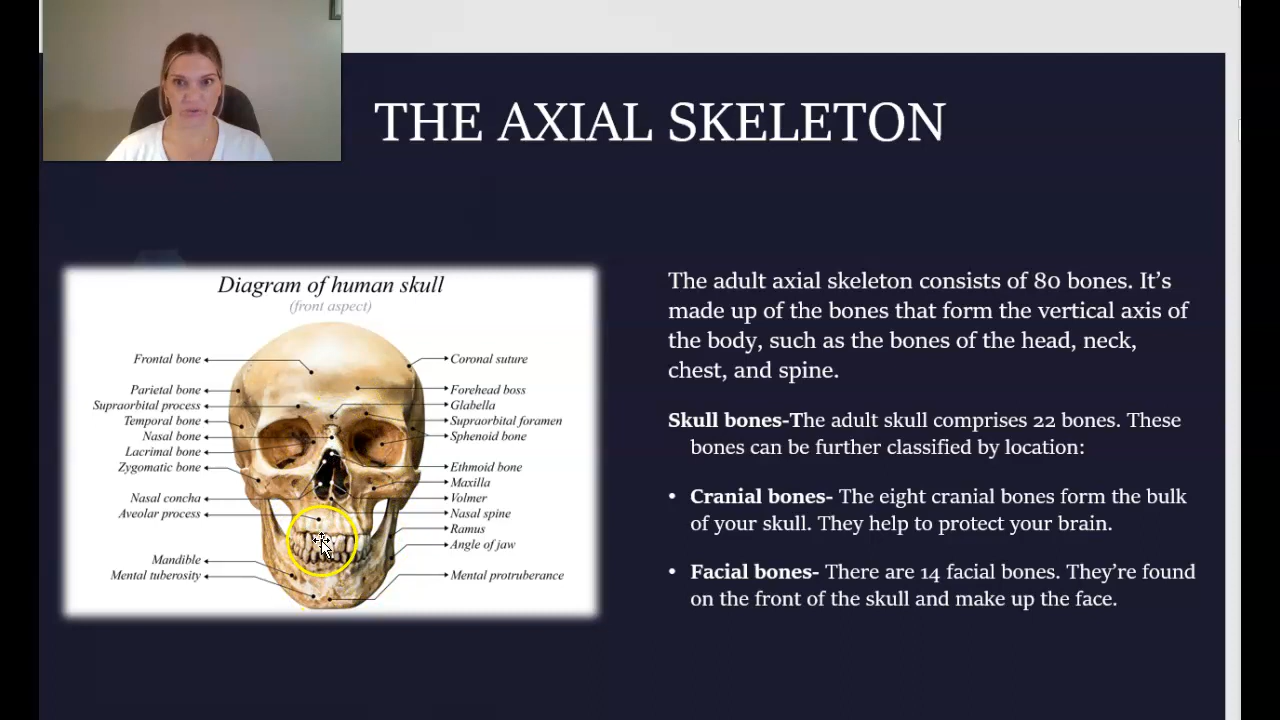 THE AXIAL SKELETON
Diagram of human skull
(front aspect)
Frontal bone
Parietal bone
Supraorbital process
Temporal bone
Nasal bone
Lacrimal bone
Zygomatic bone
Nasal concha
Aveolar process
Mandible
Mental tuberosity
Coronal suture
Forehead boss
Glabella
Supraorbital foramen
Sphenoid bone
Ethmoid bone
Maxilla
Volmer
Nasal spine
Ramus
Angle of jaw
Mental protruberance
The adult axial skeleton consists of 80 bones. It’s
made up of the bones that form the vertical axis of
the body, such as the bones of the head, neck,
chest, and spine.
Skull bones-The adult skull comprises 22 bones. These
bones can be further classified by location:
• Cranial bones- The eight cranial bones form the bulk
of your skull. They help to protect your brain.
• Facial bones- There are 14 facial bones. They’re found
on the front of the skull and make up the face.